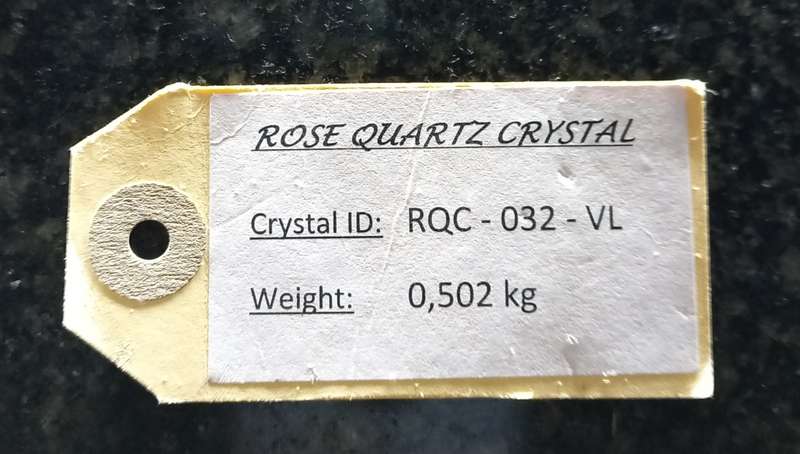 ROSE QUARTZ CRYSTAL
Crystal ID: RQC - 032 - VL
Weight: 0,502 kg